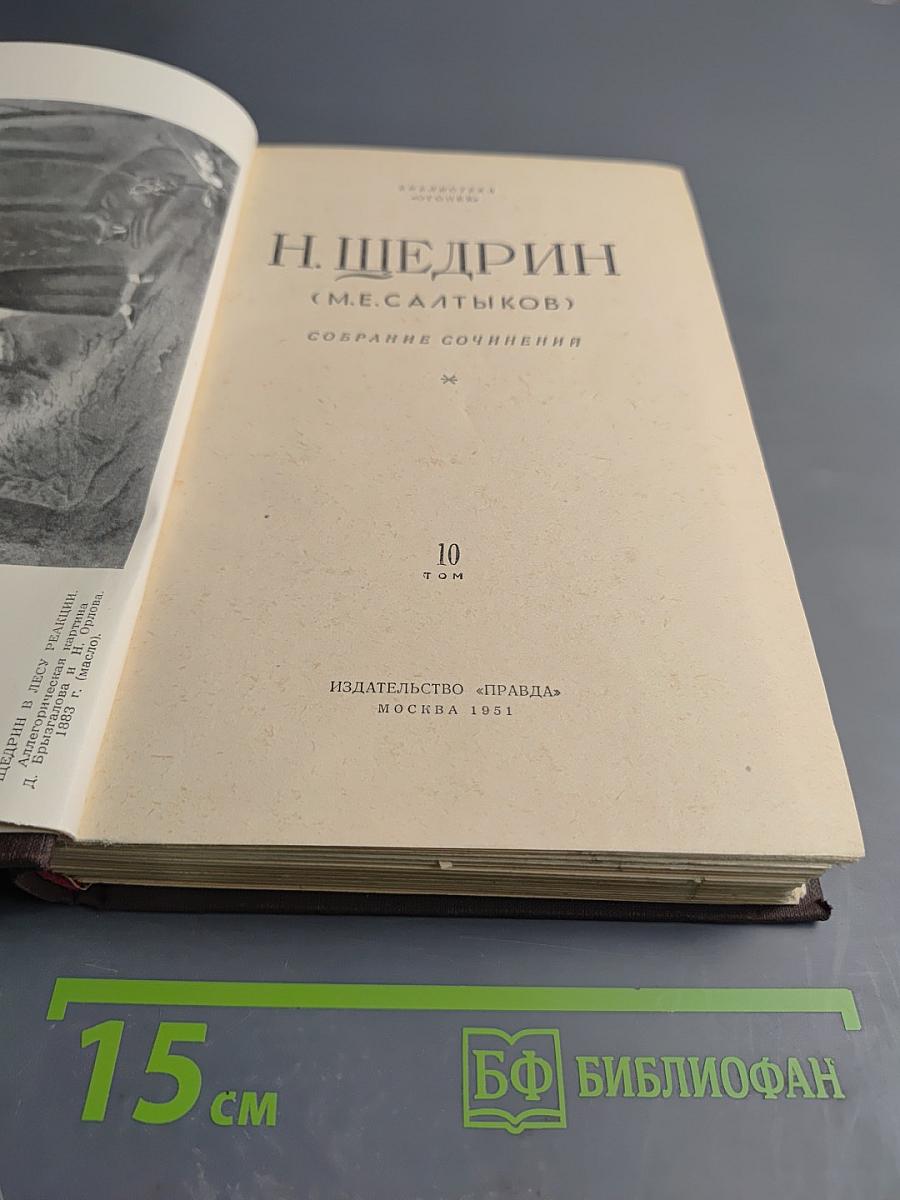 ЩЕДРИН В ЛЕСУ РЕАКЦИИ.
Аллегорическая картина
Д. Брызгалова и Н. Орлова.
1883 г. (масло).
БИБЛИОТЕКА
«ОГОНЕК»
Н. ЩЕДРИН
(М.Е.САЛТЫКОВ)
СОБРАНИЕ СОЧИНЕНИЙ
10
ТОМ
ИЗДАТЕЛЬСТВО «ПРАВДА»
МОСКВА 1951
15 см
БФ БИБЛИОФАН